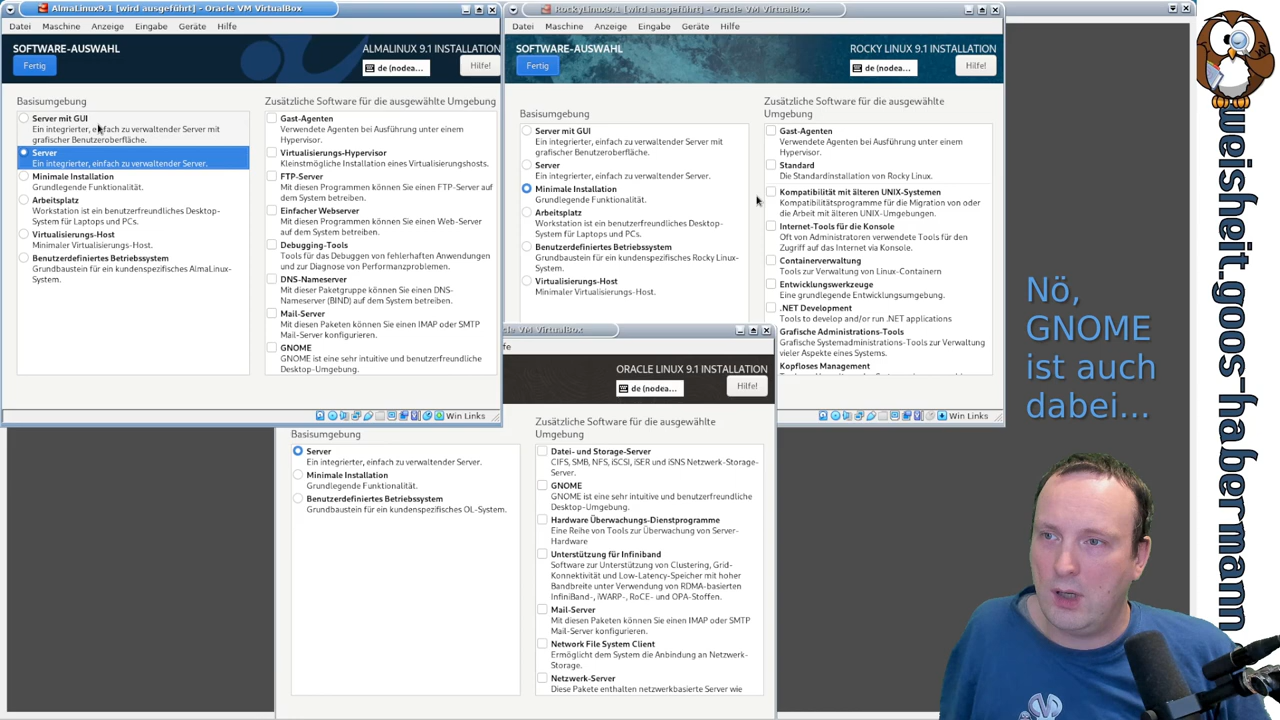 AlmaLinux9.1 [wird ausgeführt] - Oracle VM VirtualBox
Datei Maschine Anzeige Eingabe Geräte Hilfe
SOFTWARE-AUSWAHL
ALMALINUX 9.1 INSTALLATION
Fertig
de (nodea...
Hilfe!
Basisumgebung
Server mit GUI
Ein integrierter, einfach zu verwaltender Server mit
grafischer Benutzeroberfläche.
Server
Ein integrierter, einfach zu verwaltender Server.
Minimale Installation
Grundlegende Funktionalität.
Arbeitsplatz
Workstation ist ein benutzerfreundliches Desktop-
System für Laptops und PCs.
Virtualisierungs-Host
Minimaler Virtualisierungs-Host.
Benutzerdefiniertes Betriebssystem
Grundbaustein für ein kundenspezifisches AlmaLinux-
System.
Zusätzliche Software für die ausgewählte Umgebung
Gast-Agenten
Verwendete Agenten bei Ausführung unter einem
Hypervisor.
Virtualisierungs-Hypervisor
Kleinstmögliche Installation eines Virtualisierungshosts.
FTP-Server
Mit diesen Programmen können Sie einen FTP-Server auf
dem System betreiben.
Einfacher Webserver
Mit diesen Programmen können Sie einen Web-Server
auf dem System betreiben.
Debugging-Tools
Tools für das Debuggen von fehlerhaften Anwendungen
und zur Diagnose von Performanzproblemen.
DNS-Nameserver
Mit dieser Paketgruppe können Sie einen DNS-
Nameserver (BIND) auf dem System betreiben.
Mail-Server
Mit diesen Paketen können Sie einen IMAP oder SMTP
Mail-Server konfigurieren.
GNOME
GNOME ist eine sehr intuitive und benutzerfreundliche
Desktop-Umgebung.
Win Links
RockyLinux9.1 [wird ausgeführt] - Oracle VM VirtualBox
Datei Maschine Anzeige Eingabe Geräte Hilfe
SOFTWARE-AUSWAHL
ROCKY LINUX 9.1 INSTALLATION
Fertig
de (nodea...
Hilfe!
Basisumgebung
Server mit GUI
Ein integrierter, einfach zu verwaltender Server mit
grafischer Benutzeroberfläche.
Server
Ein integrierter, einfach zu verwaltender Server.
Minimale Installation
Grundlegende Funktionalität.
Arbeitsplatz
Workstation ist ein benutzerfreundliches Desktop-
System für Laptops und PCs.
Benutzerdefiniertes Betriebssystem
Grundbaustein für ein kundenspezifisches Rocky Linux-
System.
Virtualisierungs-Host
Minimaler Virtualisierungs-Host.
Zusätzliche Software für die ausgewählte
Umgebung
Gast-Agenten
Verwendete Agenten bei Ausführung unter einem
Hypervisor.
Standard
Die Standardinstallation von Rocky Linux.
Kompatibilität mit älteren UNIX-Systemen
Kompatibilitätsprogramme für die Migration von oder
die Arbeit mit älteren UNIX-Umgebungen.
Internet-Tools für die Konsole
Oft von Administratoren verwendete Tools für den
Zugriff auf das Internet via Konsole.
Containerverwaltung
Tools zur Verwaltung von Linux-Containern
Entwicklungswerkzeuge
Eine grundlegende Entwicklungsumgebung.
.NET Development
Tools to develop and/or run .NET applications
Grafische Administrations-Tools
Grafische Systemadministrations-Tools zur Verwaltung
vieler Aspekte eines Systems.
Kopfloses Management
Win Links
cle VM VirtualBox
fe
ORACLE LINUX 9.1 INSTALLATION
de (nodea...
Hilfe!
Basisumgebung
Server
Ein integrierter, einfach zu verwaltender Server.
Minimale Installation
Grundlegende Funktionalität.
Benutzerdefiniertes Betriebssystem
Grundbaustein für ein kundenspezifisches OL-System.
Zusätzliche Software für die ausgewählte
Umgebung
Datei- und Storage-Server
CIFS, SMB, NFS, iSCSI, iSER und iSNS Netzwerk-Storage-
Server.
GNOME
GNOME ist eine sehr intuitive und benutzerfreundliche
Desktop-Umgebung.
Hardware Überwachungs-Dienstprogramme
Eine Reihe von Tools zur Überwachung von Server-
Hardware
Unterstützung für Infiniband
Software zur Unterstützung von Clustering, Grid-
Konnektivität und Low-Latency-Speicher mit hoher
Bandbreite unter Verwendung von RDMA-basierten
InfiniBand-, iWARP-, RoCE- und OPA-Stoffen.
Mail-Server
Mit diesen Paketen können Sie einen IMAP oder SMTP
Mail-Server konfigurieren.
Network File System Client
Ermöglicht dem System die Anbindung an Netzwerk-
Storage.
Netzwerk-Server
Diese Pakete enthalten netzwerkbasierte Server wie
Nö,
GNOME
ist auch
dabei...
weisheit.goos-habermann